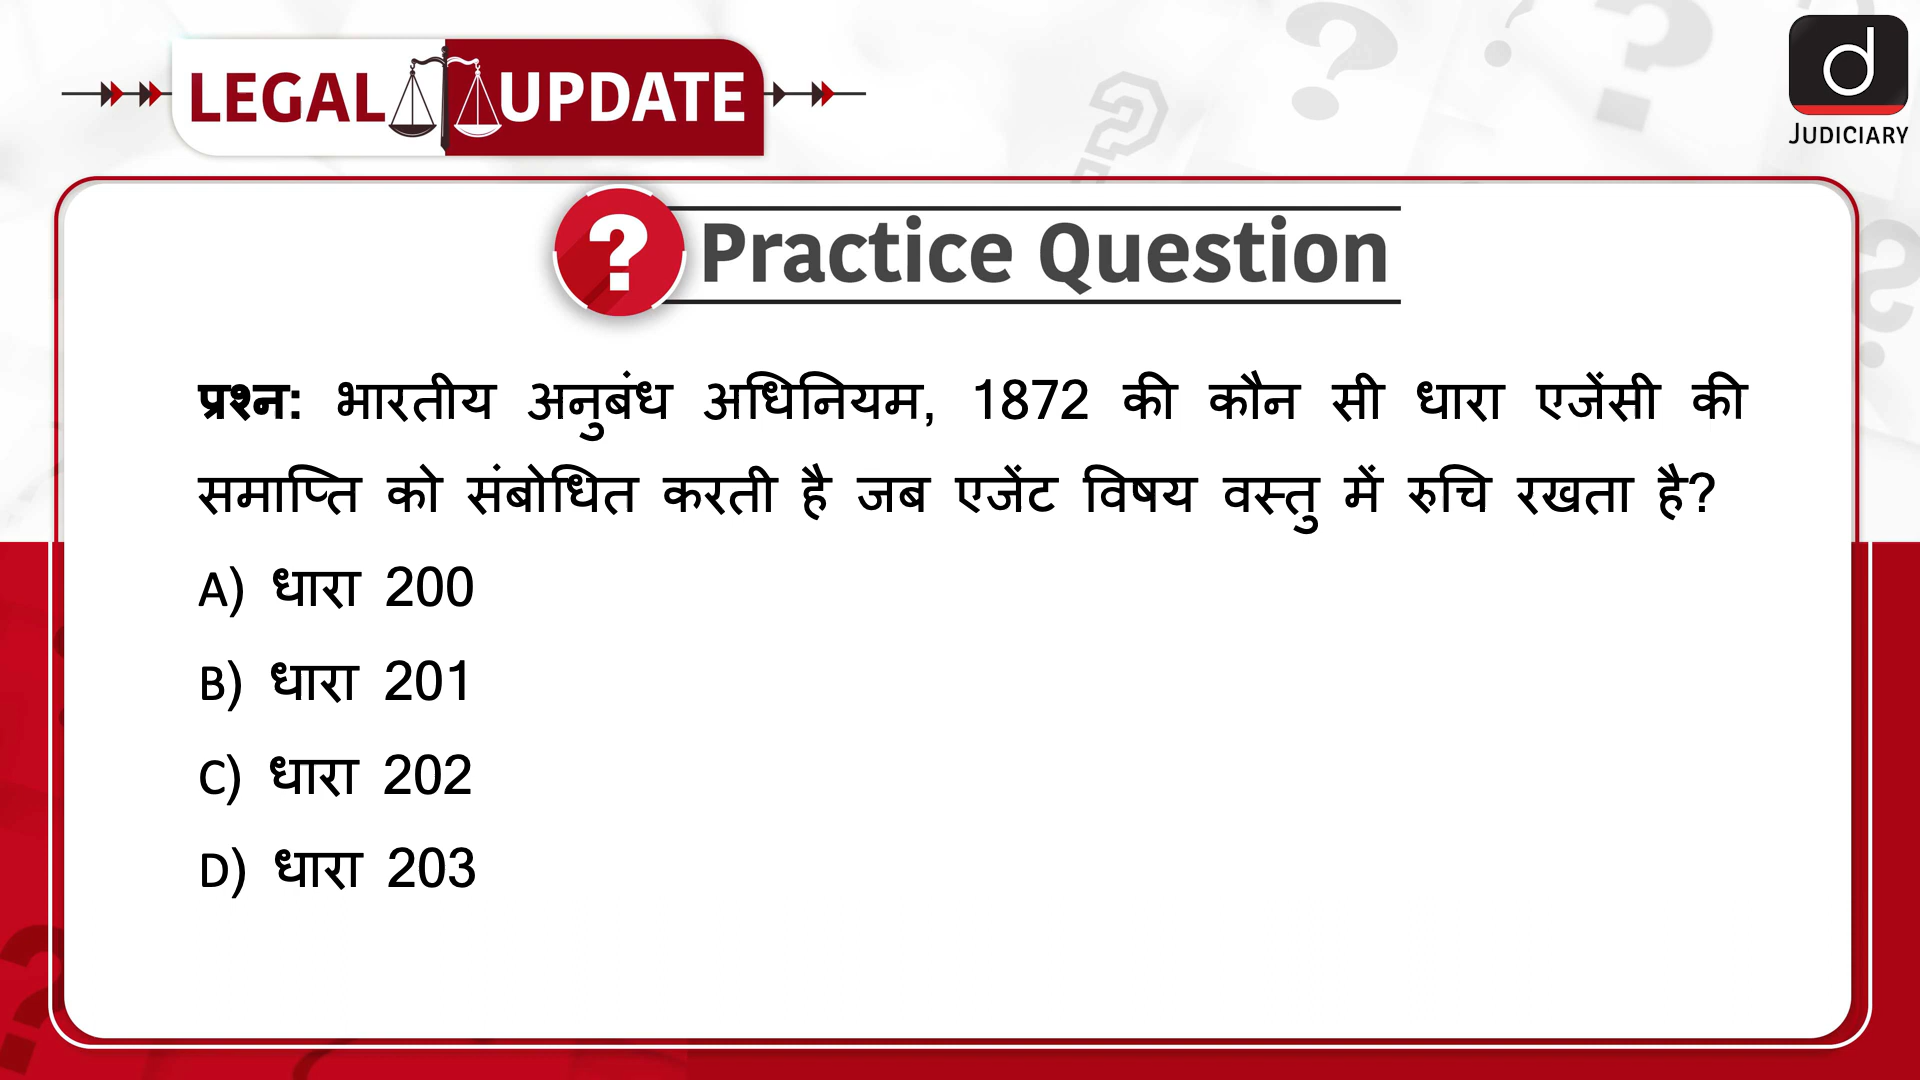 LEGAL UPDATE
JUDICIARY
? Practice Question
प्रश्न: भारतीय अनुबंध अधिनियम, 1872 की कौन सी धारा एजेंसी की
समाप्ति को संबोधित करती है जब एजेंट विषय वस्तु में रुचि रखता है?
A) धारा 200
B) धारा 201
C) धारा 202
D) धारा 203